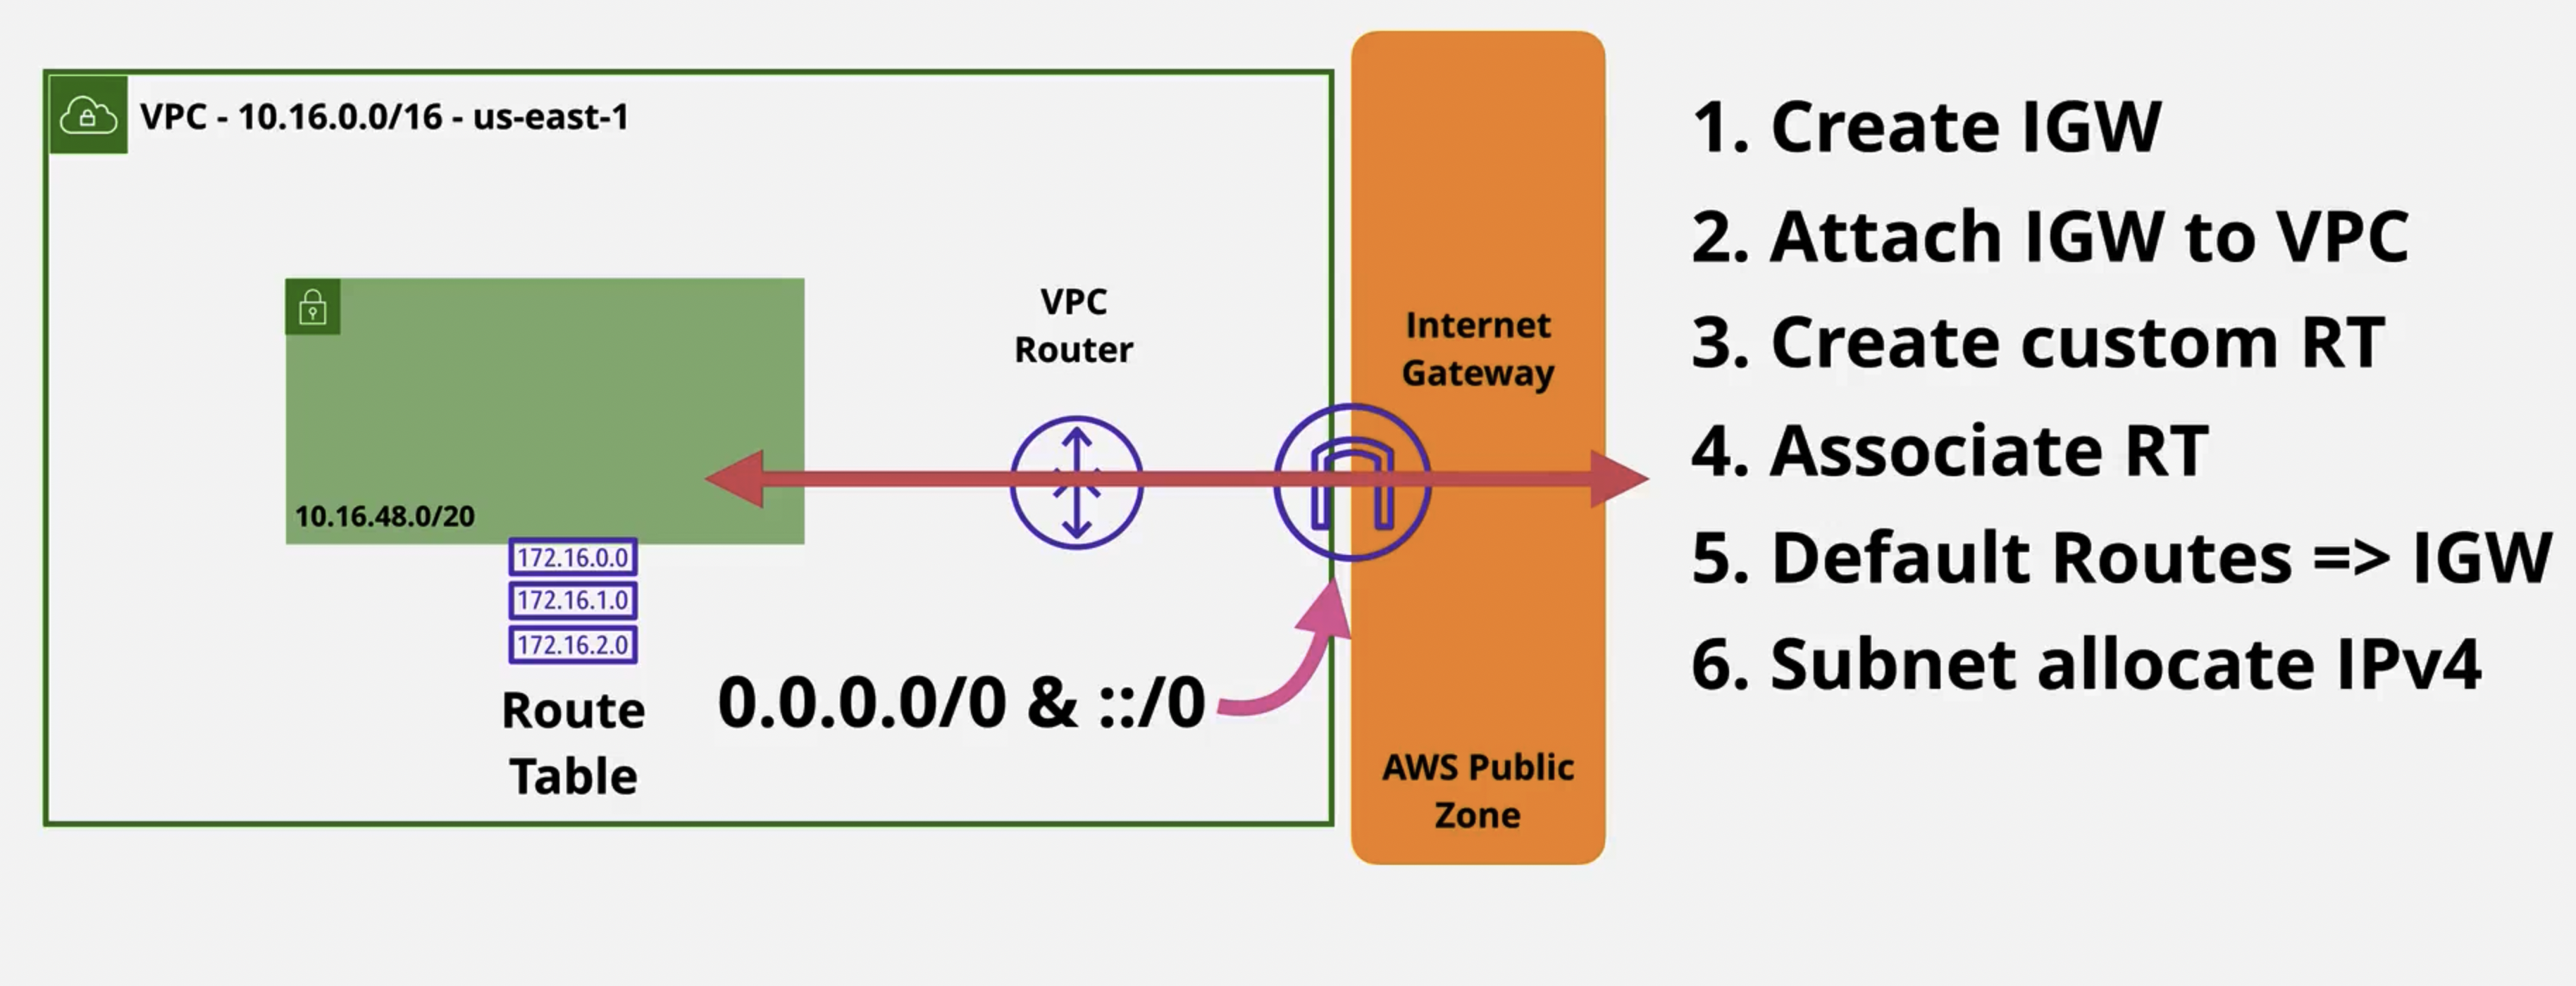 VPC - 10.16.0.0/16 - us-east-1
10.16.48.0/20
172.16.0.0
172.16.1.0
172.16.2.0
Route
Table
VPC
Router
0.0.0.0/0 & ::/0
Internet
Gateway
AWS Public
Zone
1. Create IGW
2. Attach IGW to VPC
3. Create custom RT
4. Associate RT
5. Default Routes => IGW
6. Subnet allocate IPv4